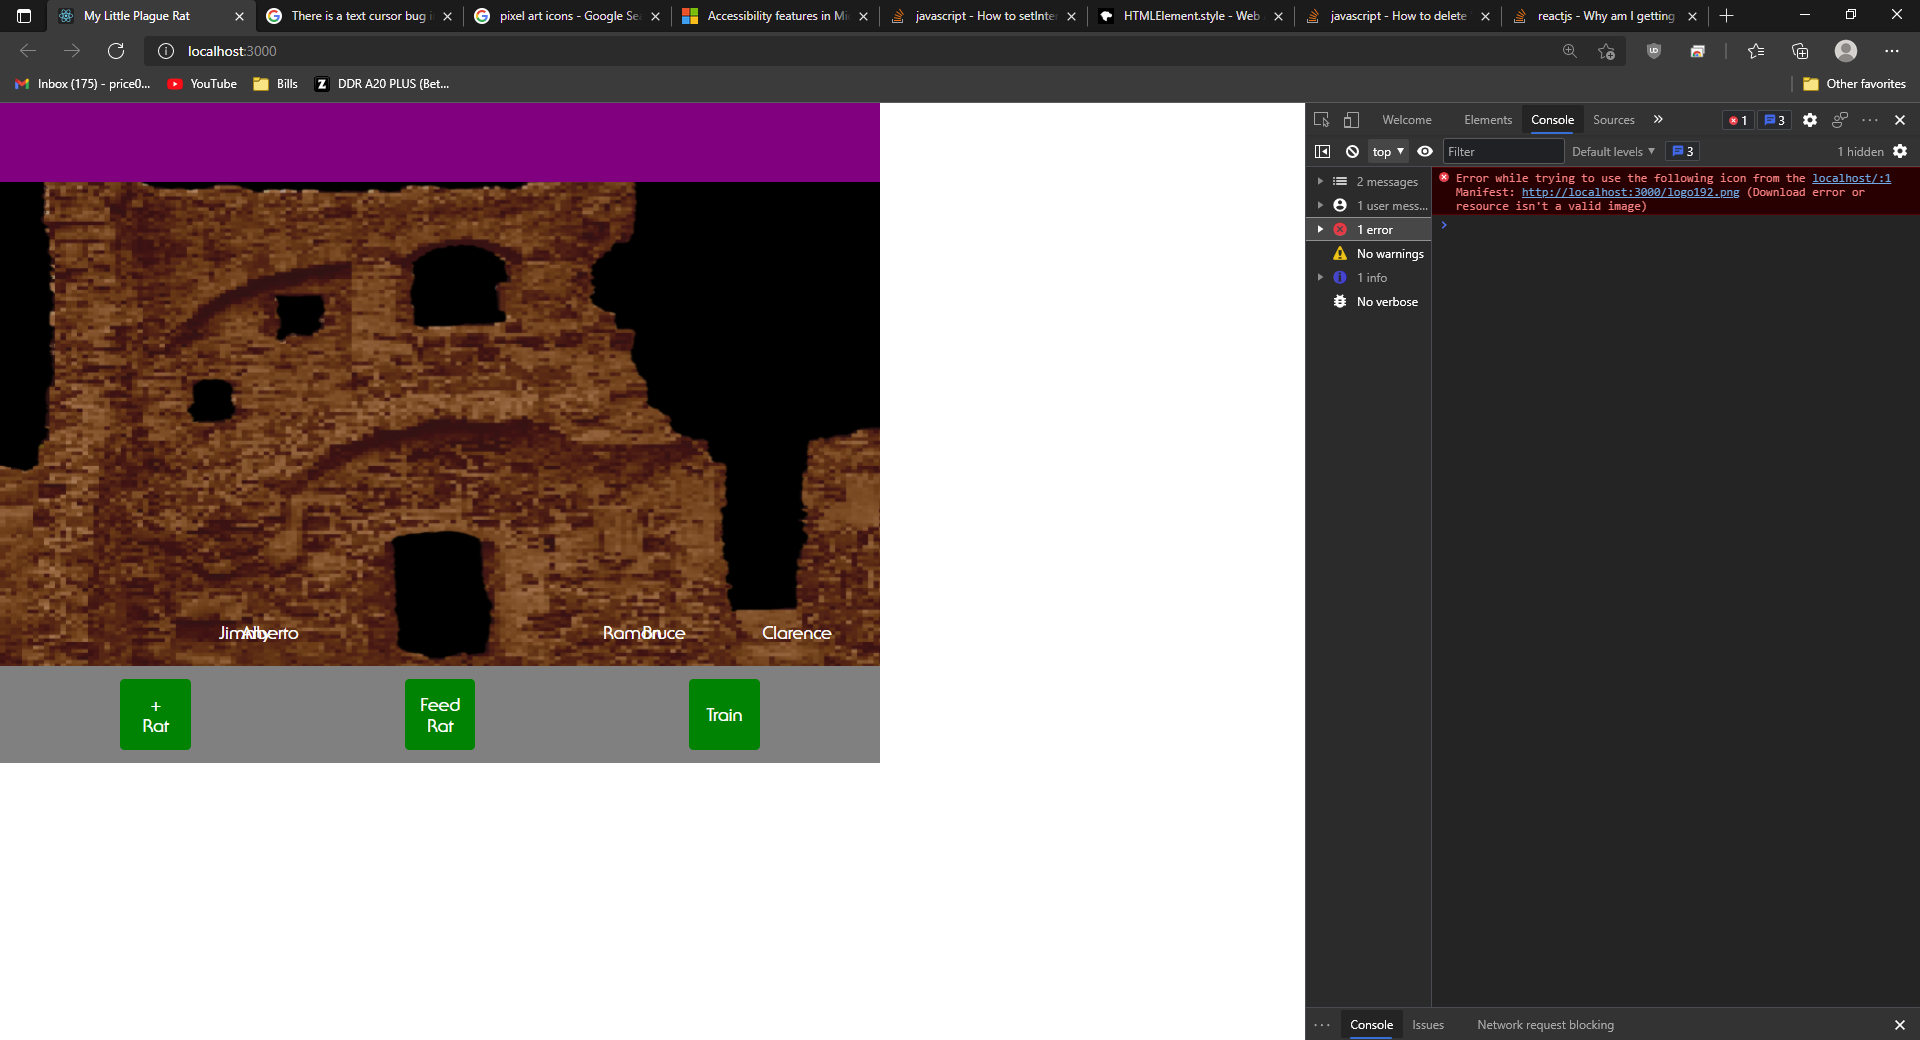 My Little Plague Rat
There is a text cursor bug i
pixel art icons - Google Se
Accessibility features in Mi
javascript - How to setInter
HTMLElement.style - Web
javascript - How to delete
reactjs - Why am I getting
localhost:3000
Inbox (175) - price0...
YouTube
Bills
DDR A20 PLUS (Bet...
Other favorites
Welcome
Elements
Console
Sources
1
3
top
Filter
Default levels
3
1 hidden
2 messages
1 user mess...
1 error
No warnings
1 info
No verbose
Error while trying to use the following icon from the localhost/:1
Manifest: http://localhost:3000/logo192.png (Download error or
resource isn't a valid image)
Jimmy
Alberto
Ramon
Bruce
Clarence
+
Rat
Feed
Rat
Train
Console
Issues
Network request blocking